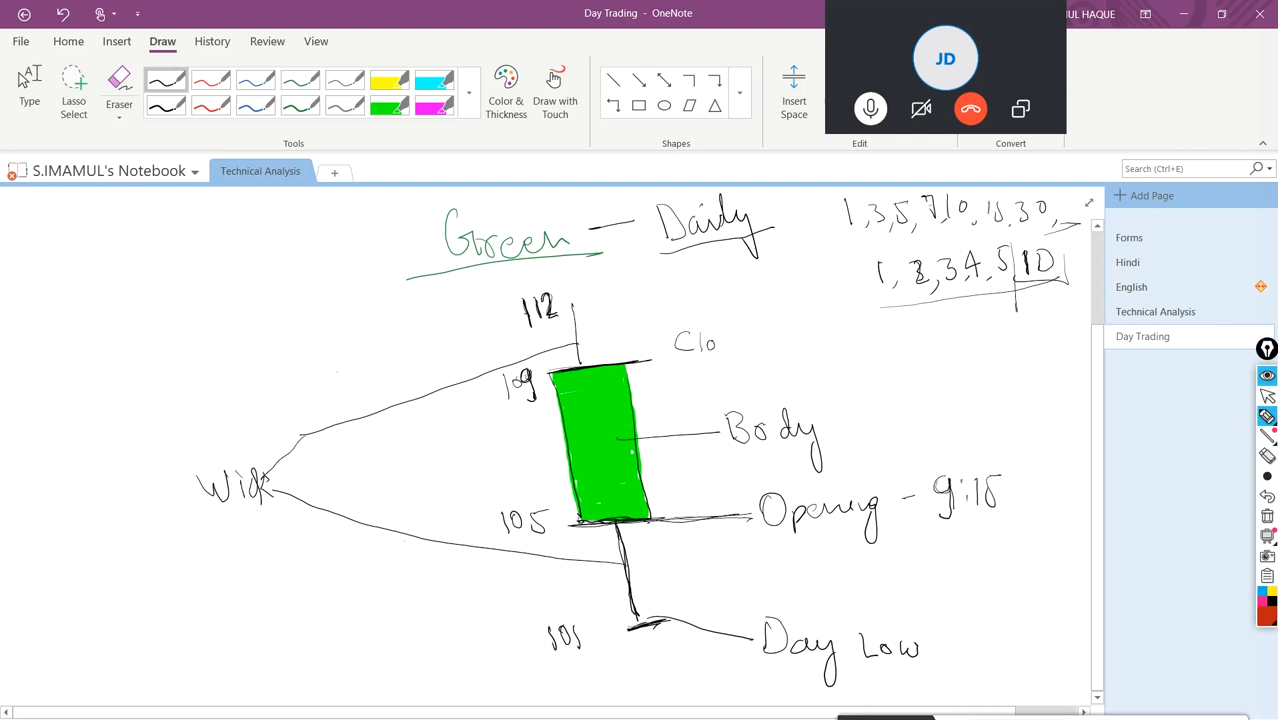 Day Trading - OneNote
UL HAQUE
File Home Insert Draw History Review View
JD
Type
Lasso Select
Eraser
Color & Thickness
Draw with Touch
Insert Space
Tools
Shapes
Edit
Convert
S.IMAMUL's Notebook
Technical Analysis
Search (Ctrl+E)
Add Page
Forms
Hindi
English
Technical Analysis
Day Trading
Green — Daily
1, 3, 5, 7, 10, 15, 30,
1, 2, 3, 4, 5
112
Clo
109
Body
Wick
105
Opening - 9:15
101
Day Low